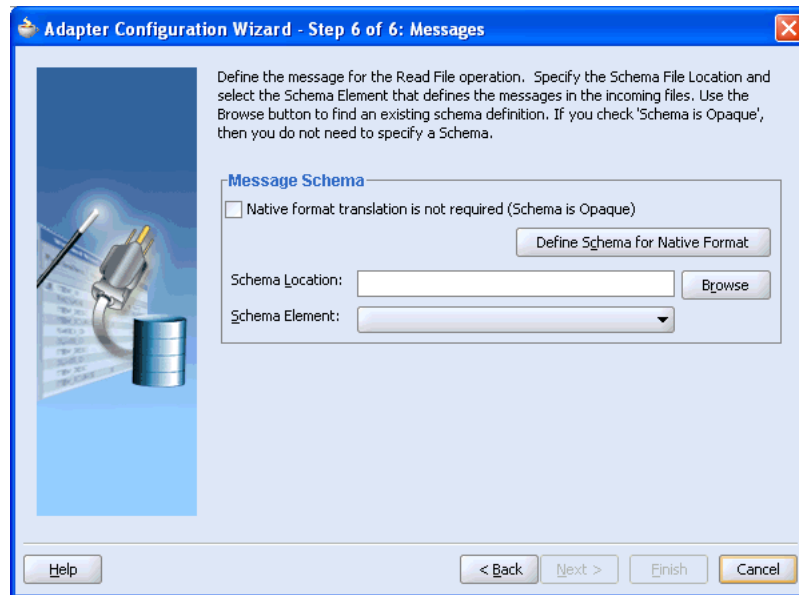 Adapter Configuration Wizard - Step 6 of 6: Messages
Define the message for the Read File operation. Specify the Schema File Location and
select the Schema Element that defines the messages in the incoming files. Use the
Browse button to find an existing schema definition. If you check 'Schema is Opaque',
then you do not need to specify a Schema.
Message Schema
Native format translation is not required (Schema is Opaque)
Define Schema for Native Format
Schema Location:
Browse
Schema Element:
Help
< Back
Next >
Finish
Cancel